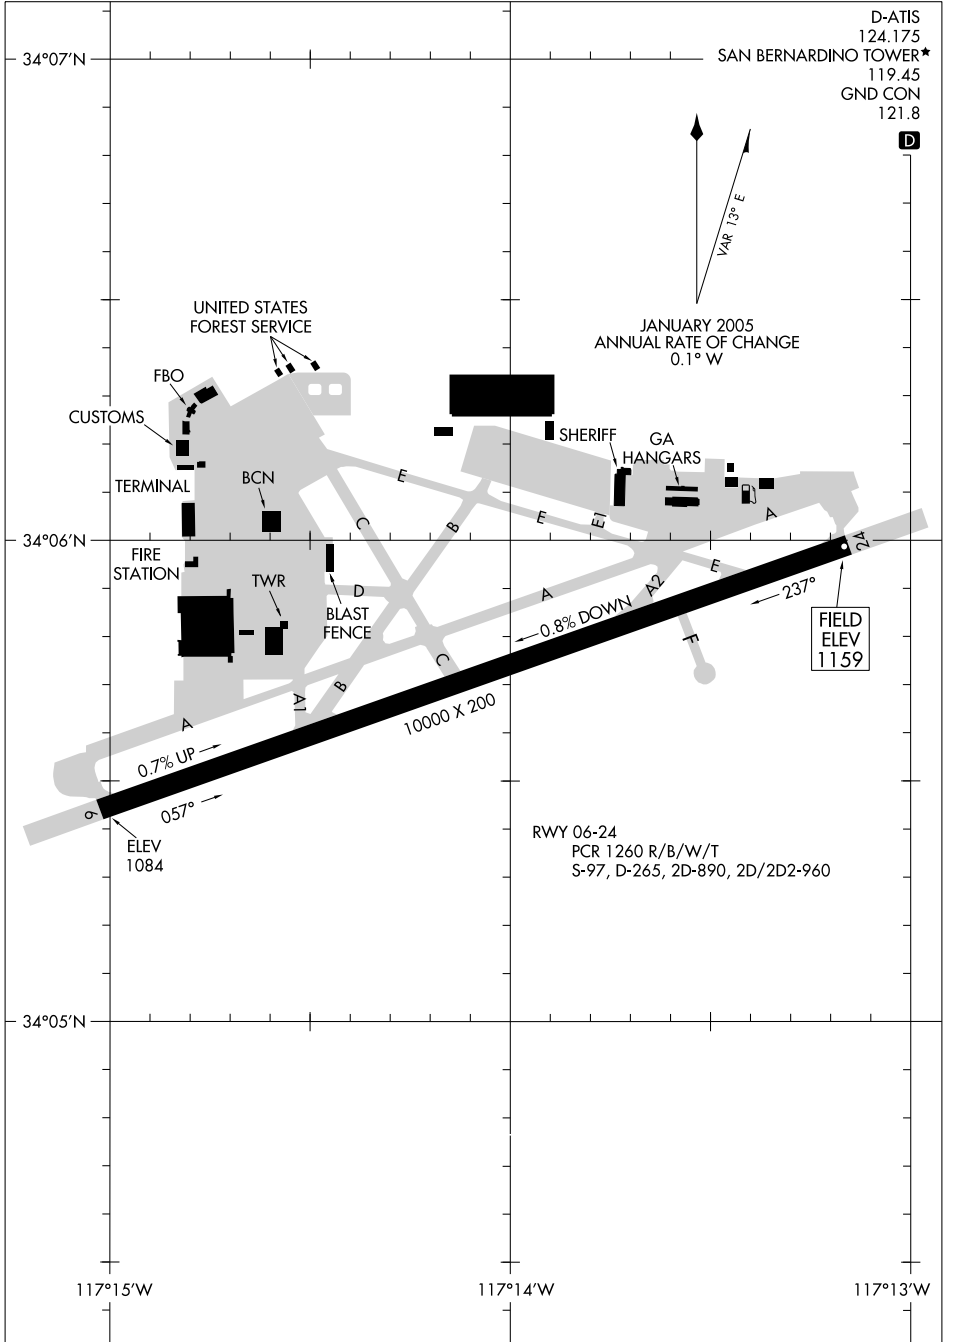 D-ATIS
124.175
34°07'N
SAN BERNARDINO TOWER★
119.45
GND CON
121.8
D
VAR 13° E
UNITED STATES
FOREST SERVICE
JANUARY 2005
ANNUAL RATE OF CHANGE
0.1° W
FBO
CUSTOMS
SHERIFF
GA
HANGARS
TERMINAL
BCN
E
C
B
E
E1
A
34°06'N
24
FIRE
STATION
TWR
D
BLAST
FENCE
A
A2
E
237°
0.8% DOWN
FIELD
ELEV
1159
F
C
B
A1
A
10000 X 200
0.7% UP
057°
6
ELEV
1084
RWY 06-24
PCR 1260 R/B/W/T
S-97, D-265, 2D-890, 2D/2D2-960
34°05'N
117°15'W
117°14'W
117°13'W